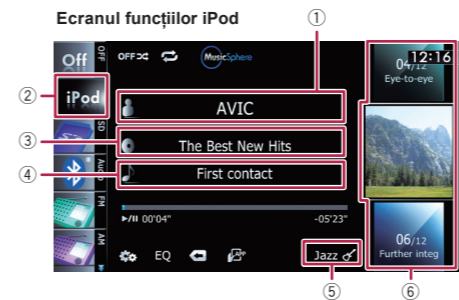 Ecranul funcțiilor iPod
①
②
③
④
⑤
⑥
Off
OFF
iPod
SD
Audio
FM
AM
OFF
MusicSphere
AVIC
The Best New Hits
First contact
►/II 00'04"
-05'23"
EQ
App
Jazz
04/12
12:16
Eye-to-eye
06/12
Further integ